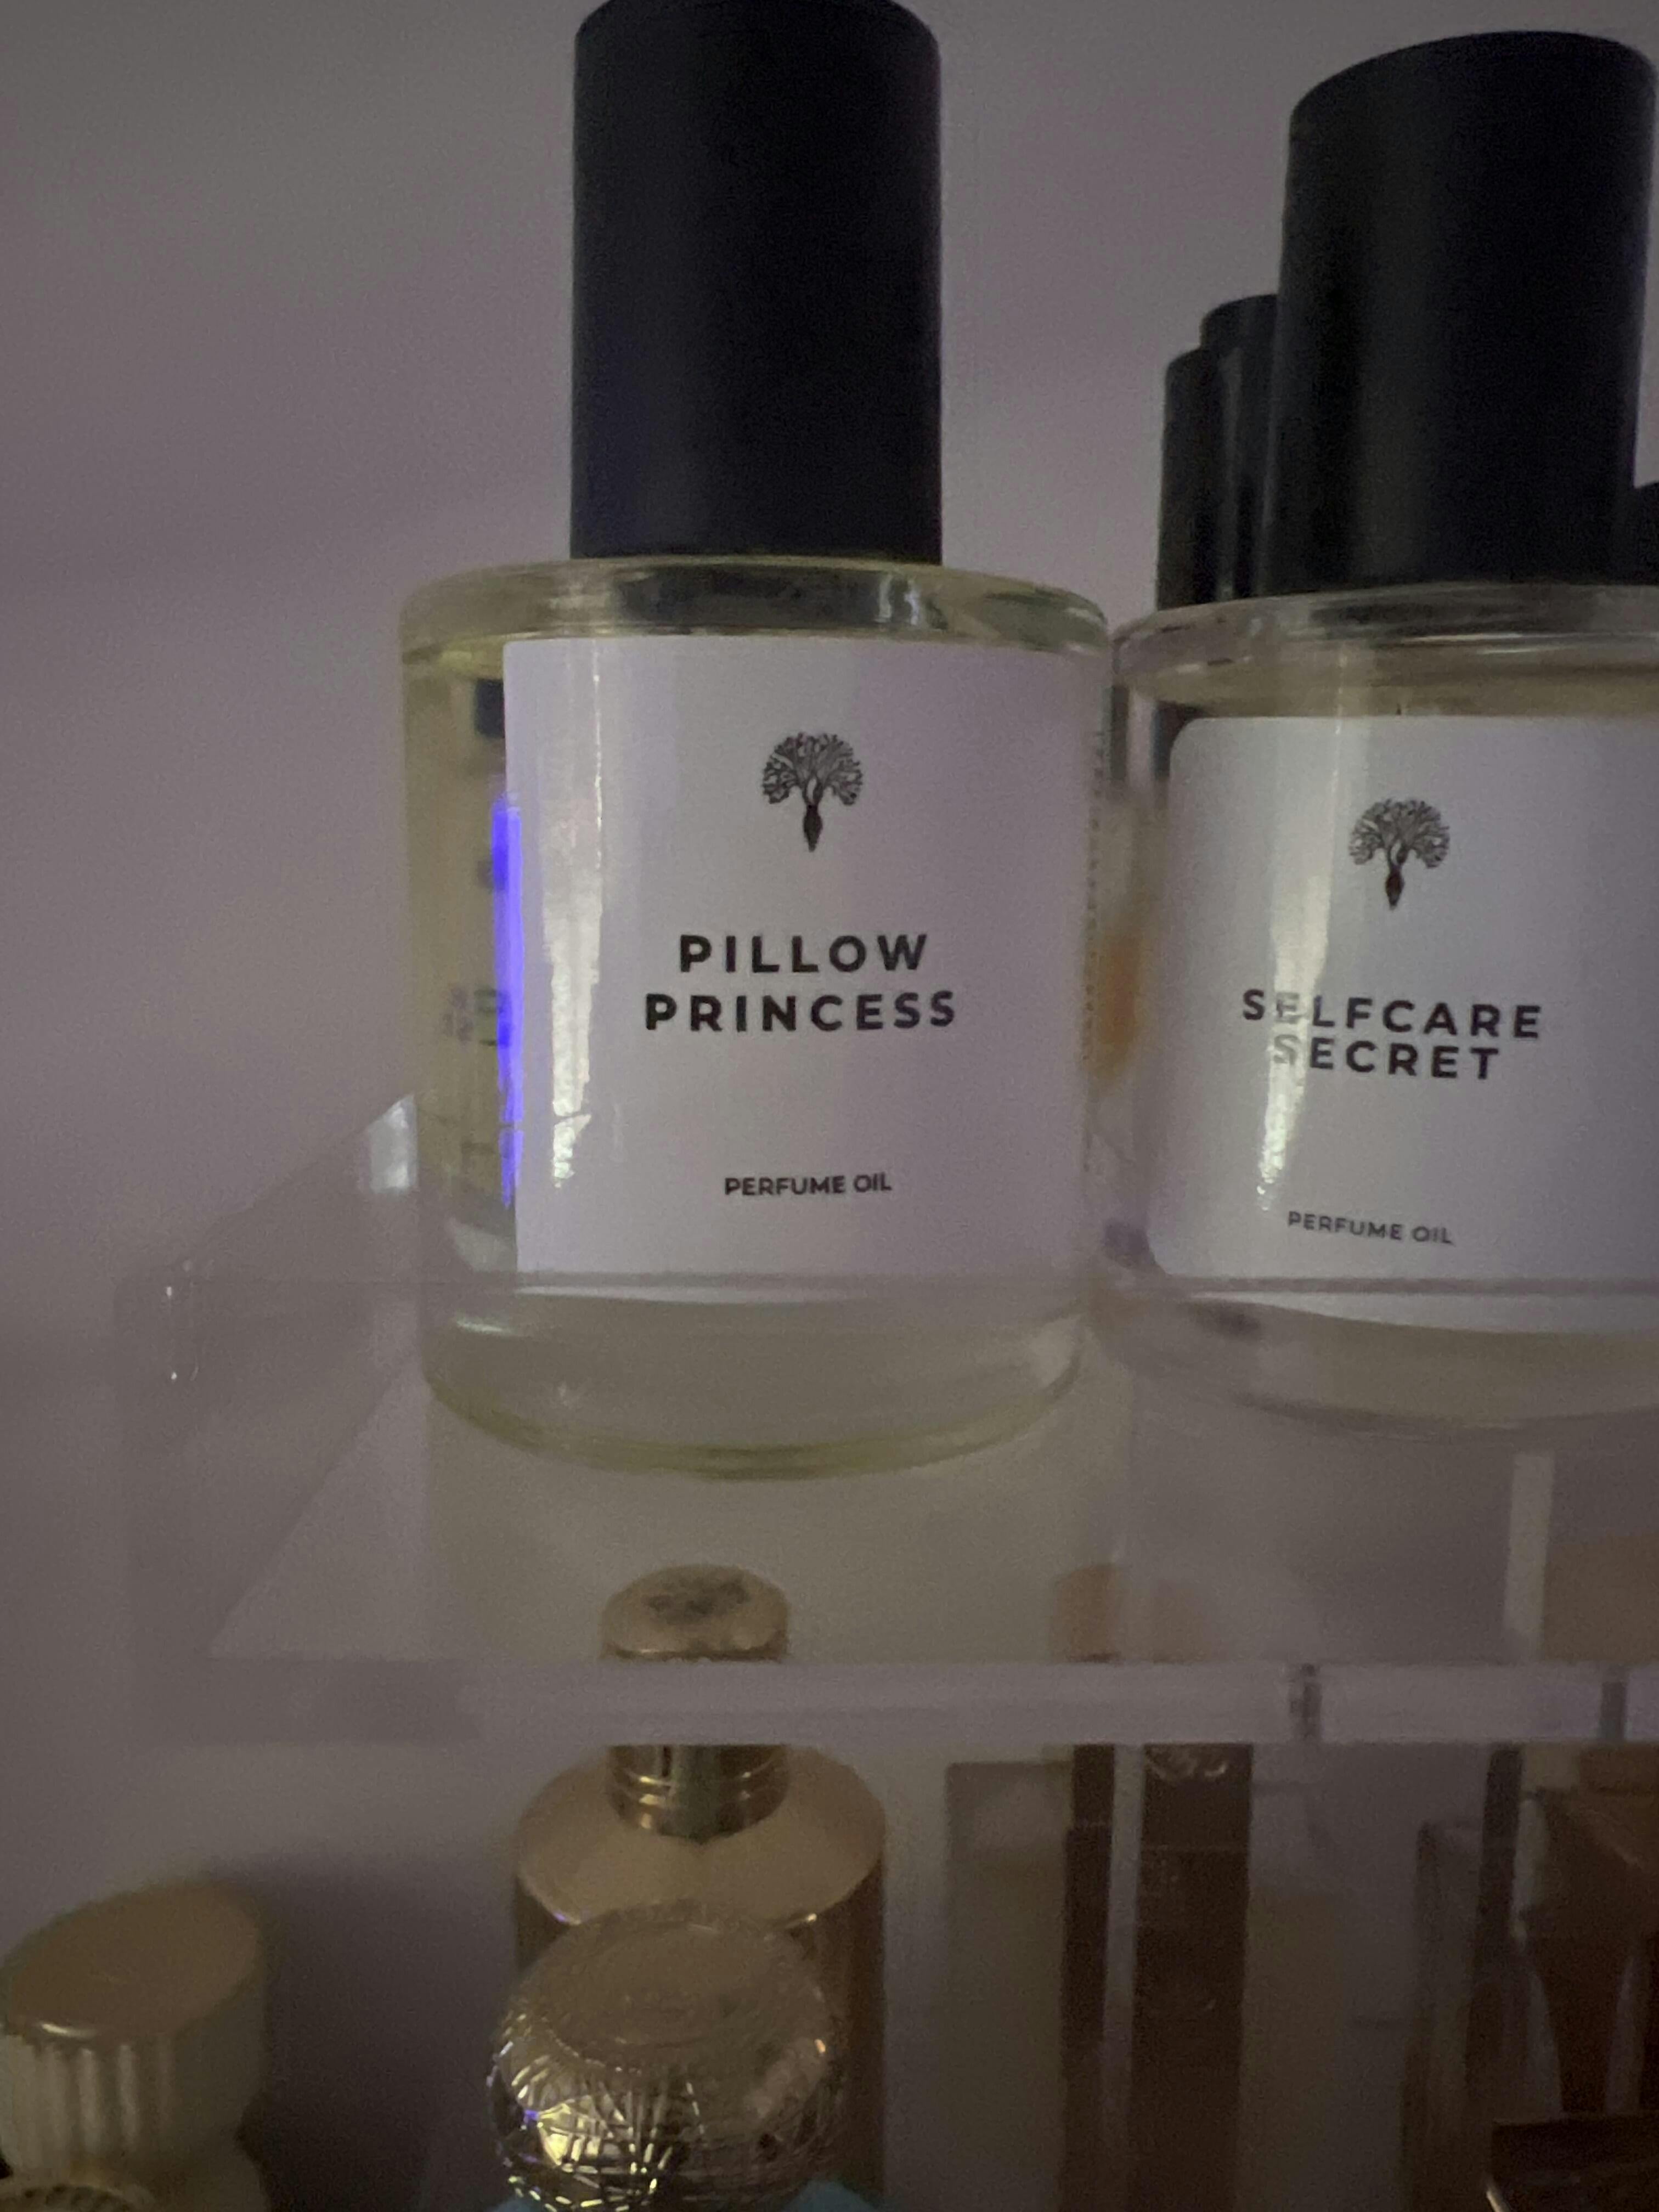 PILLOW
PRINCESS
PERFUME OIL
SELFCARE
SECRET
PERFUME OIL